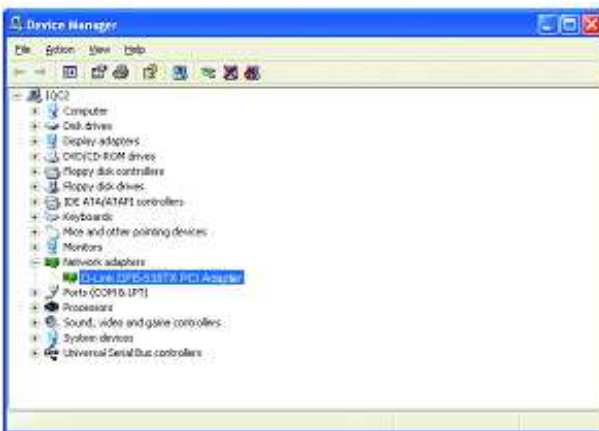 Device Manager
File Action View Help
IQC2
Computer
Disk drives
Display adapters
DVD/CD-ROM drives
Floppy disk controllers
Floppy disk drives
IDE ATA/ATAPI controllers
Keyboards
Mice and other pointing devices
Monitors
Network adapters
D-Link DFE-538TX PCI Adapter
Ports (COM & LPT)
Processors
Sound, video and game controllers
System devices
Universal Serial Bus controllers